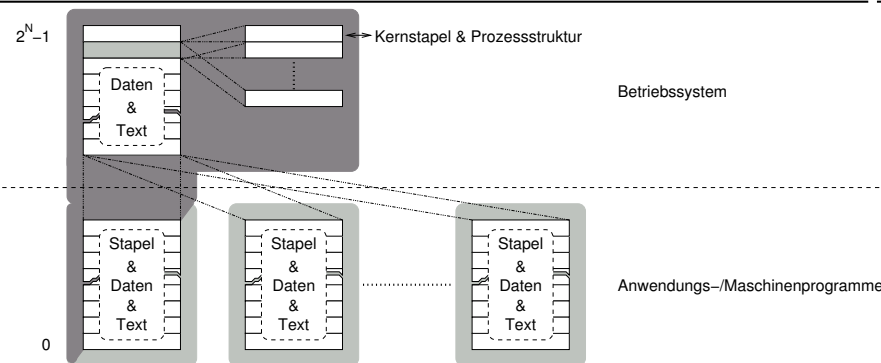 2^N−1
Kernstapel & Prozessstruktur
Daten
&
Text
Betriebssystem
Stapel
&
Daten
&
Text
Stapel
&
Daten
&
Text
Stapel
&
Daten
&
Text
Anwendungs−/Maschinenprogramme
0